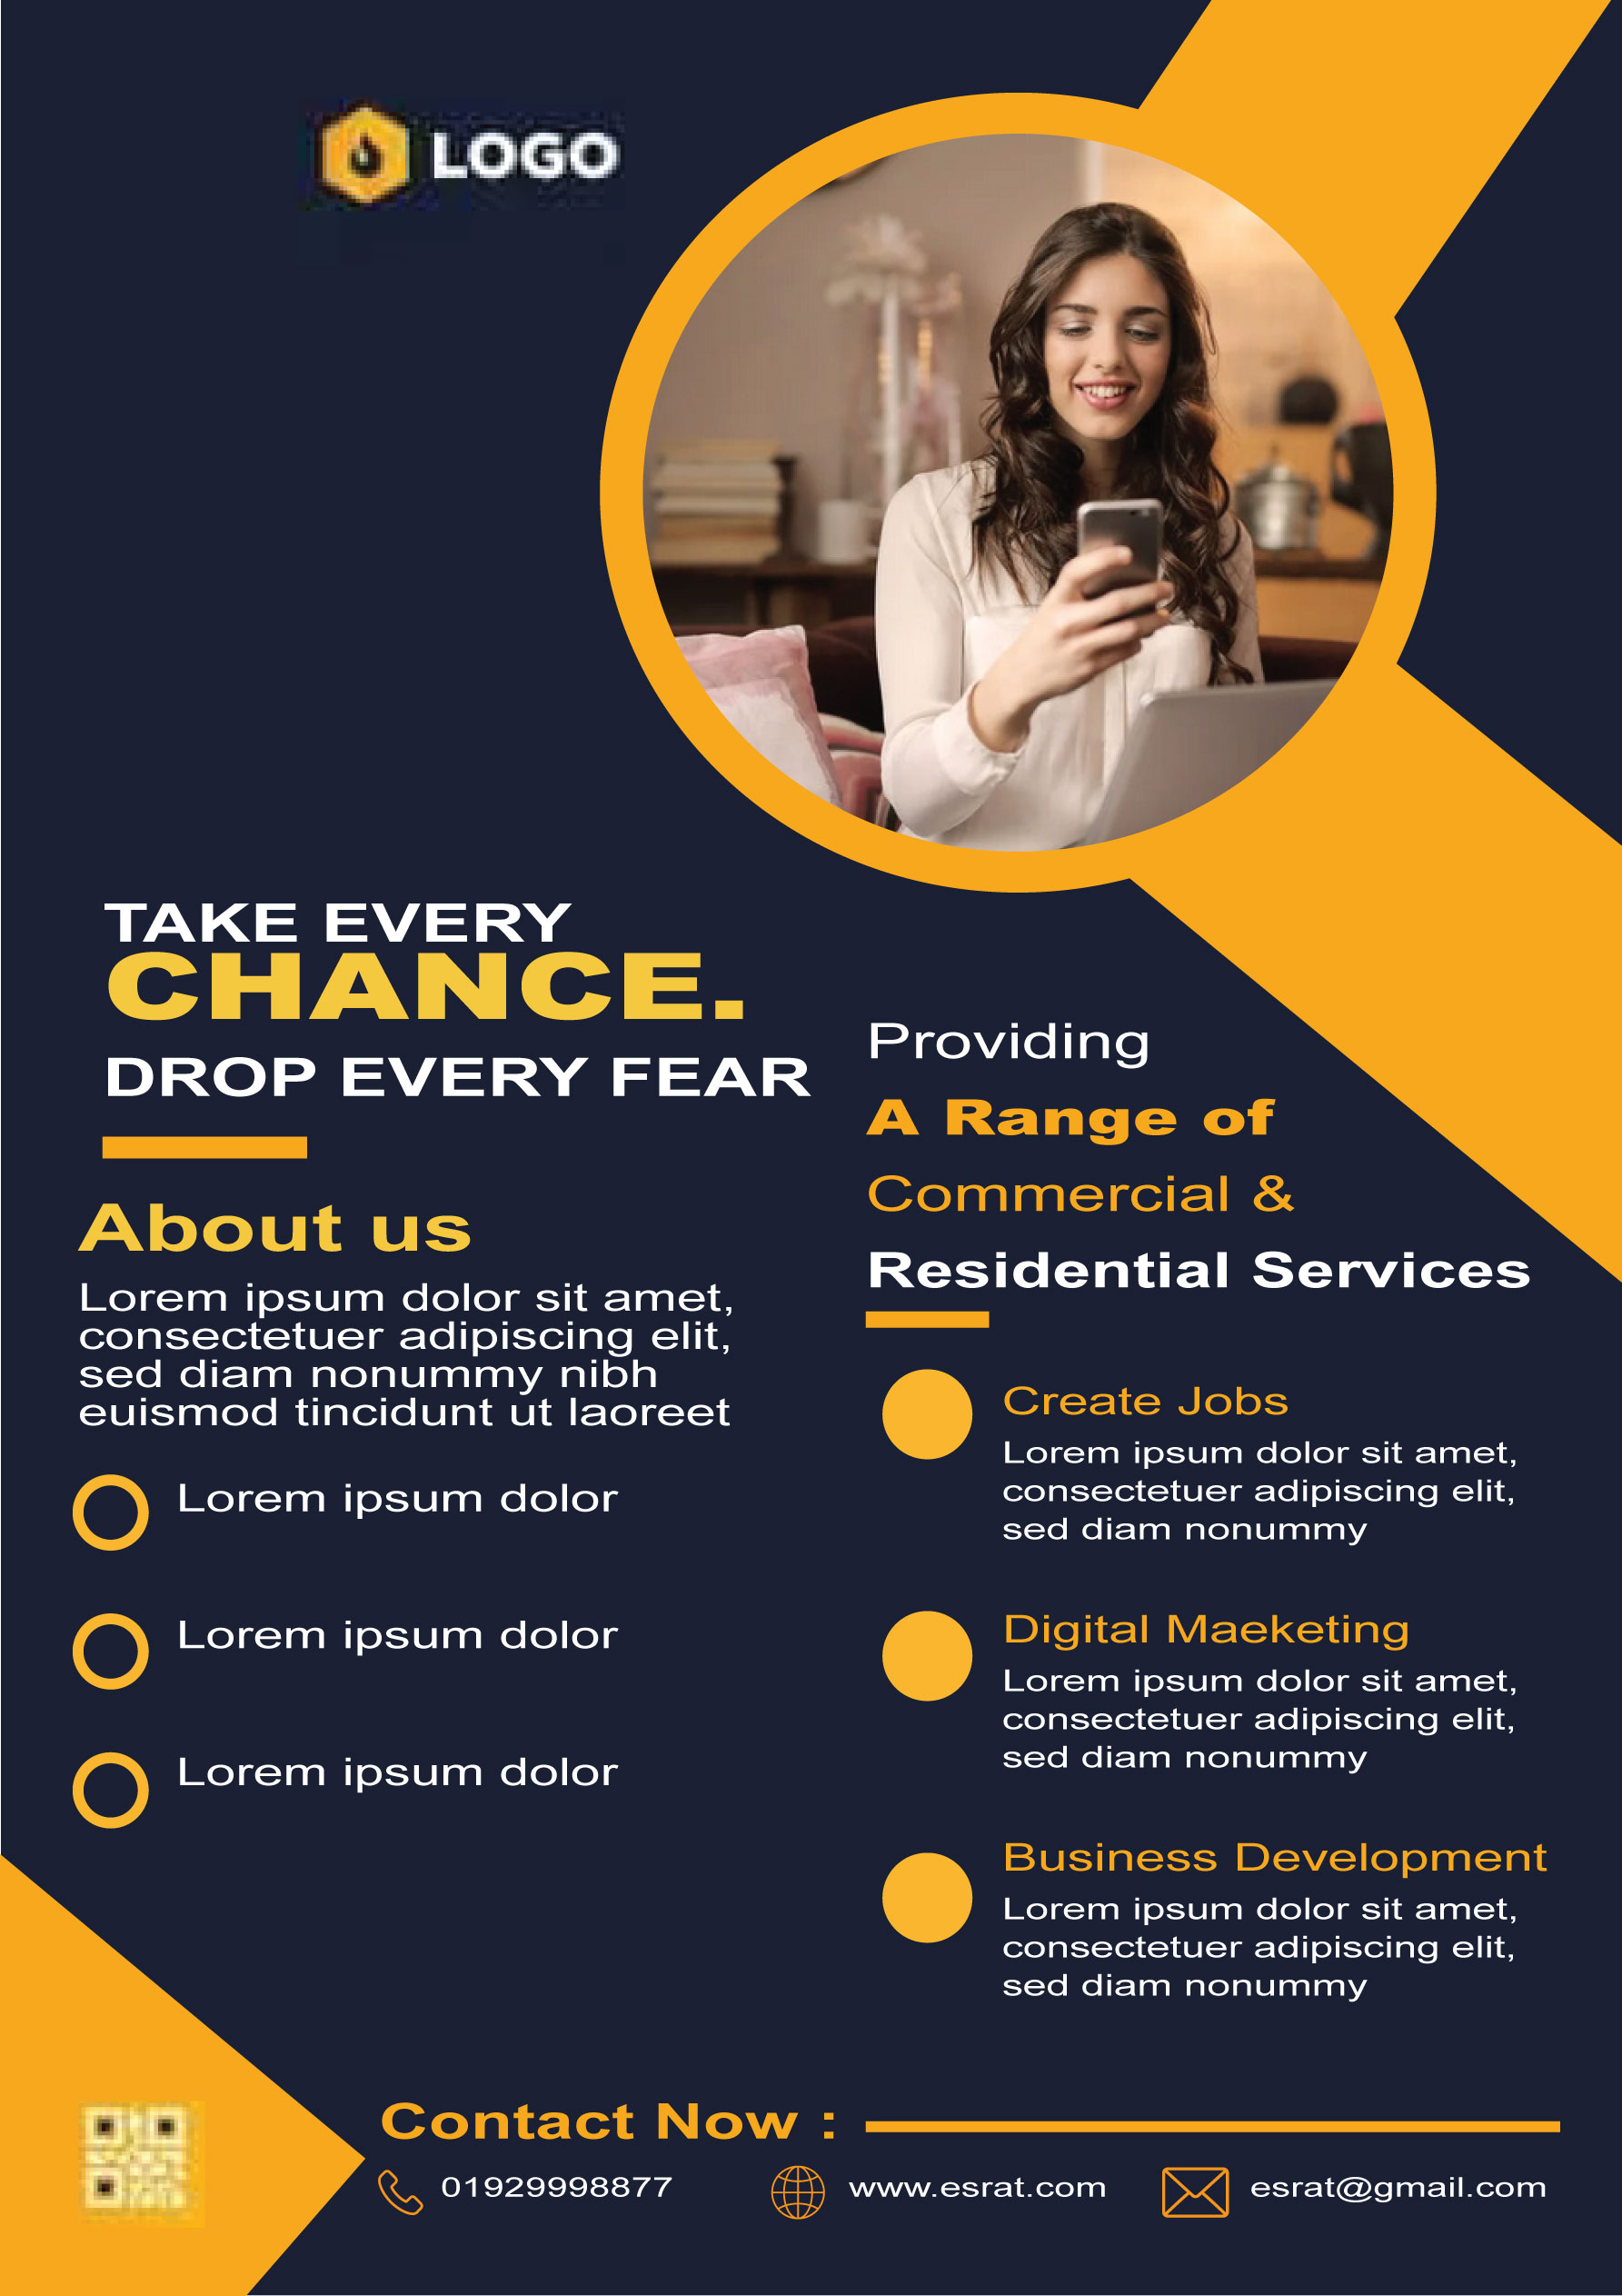 LOGO
TAKE EVERY
CHANCE.
DROP EVERY FEAR
About us
Lorem ipsum dolor sit amet,
consectetuer adipiscing elit,
sed diam nonummy nibh
euismod tincidunt ut laoreet
Lorem ipsum dolor
Lorem ipsum dolor
Lorem ipsum dolor
Providing
A Range of
Commercial &
Residential Services
Create Jobs
Lorem ipsum dolor sit amet,
consectetuer adipiscing elit,
sed diam nonummy
Digital Maeketing
Lorem ipsum dolor sit amet,
consectetuer adipiscing elit,
sed diam nonummy
Business Development
Lorem ipsum dolor sit amet,
consectetuer adipiscing elit,
sed diam nonummy
Contact Now :
01929998877
www.esrat.com
esrat@gmail.com